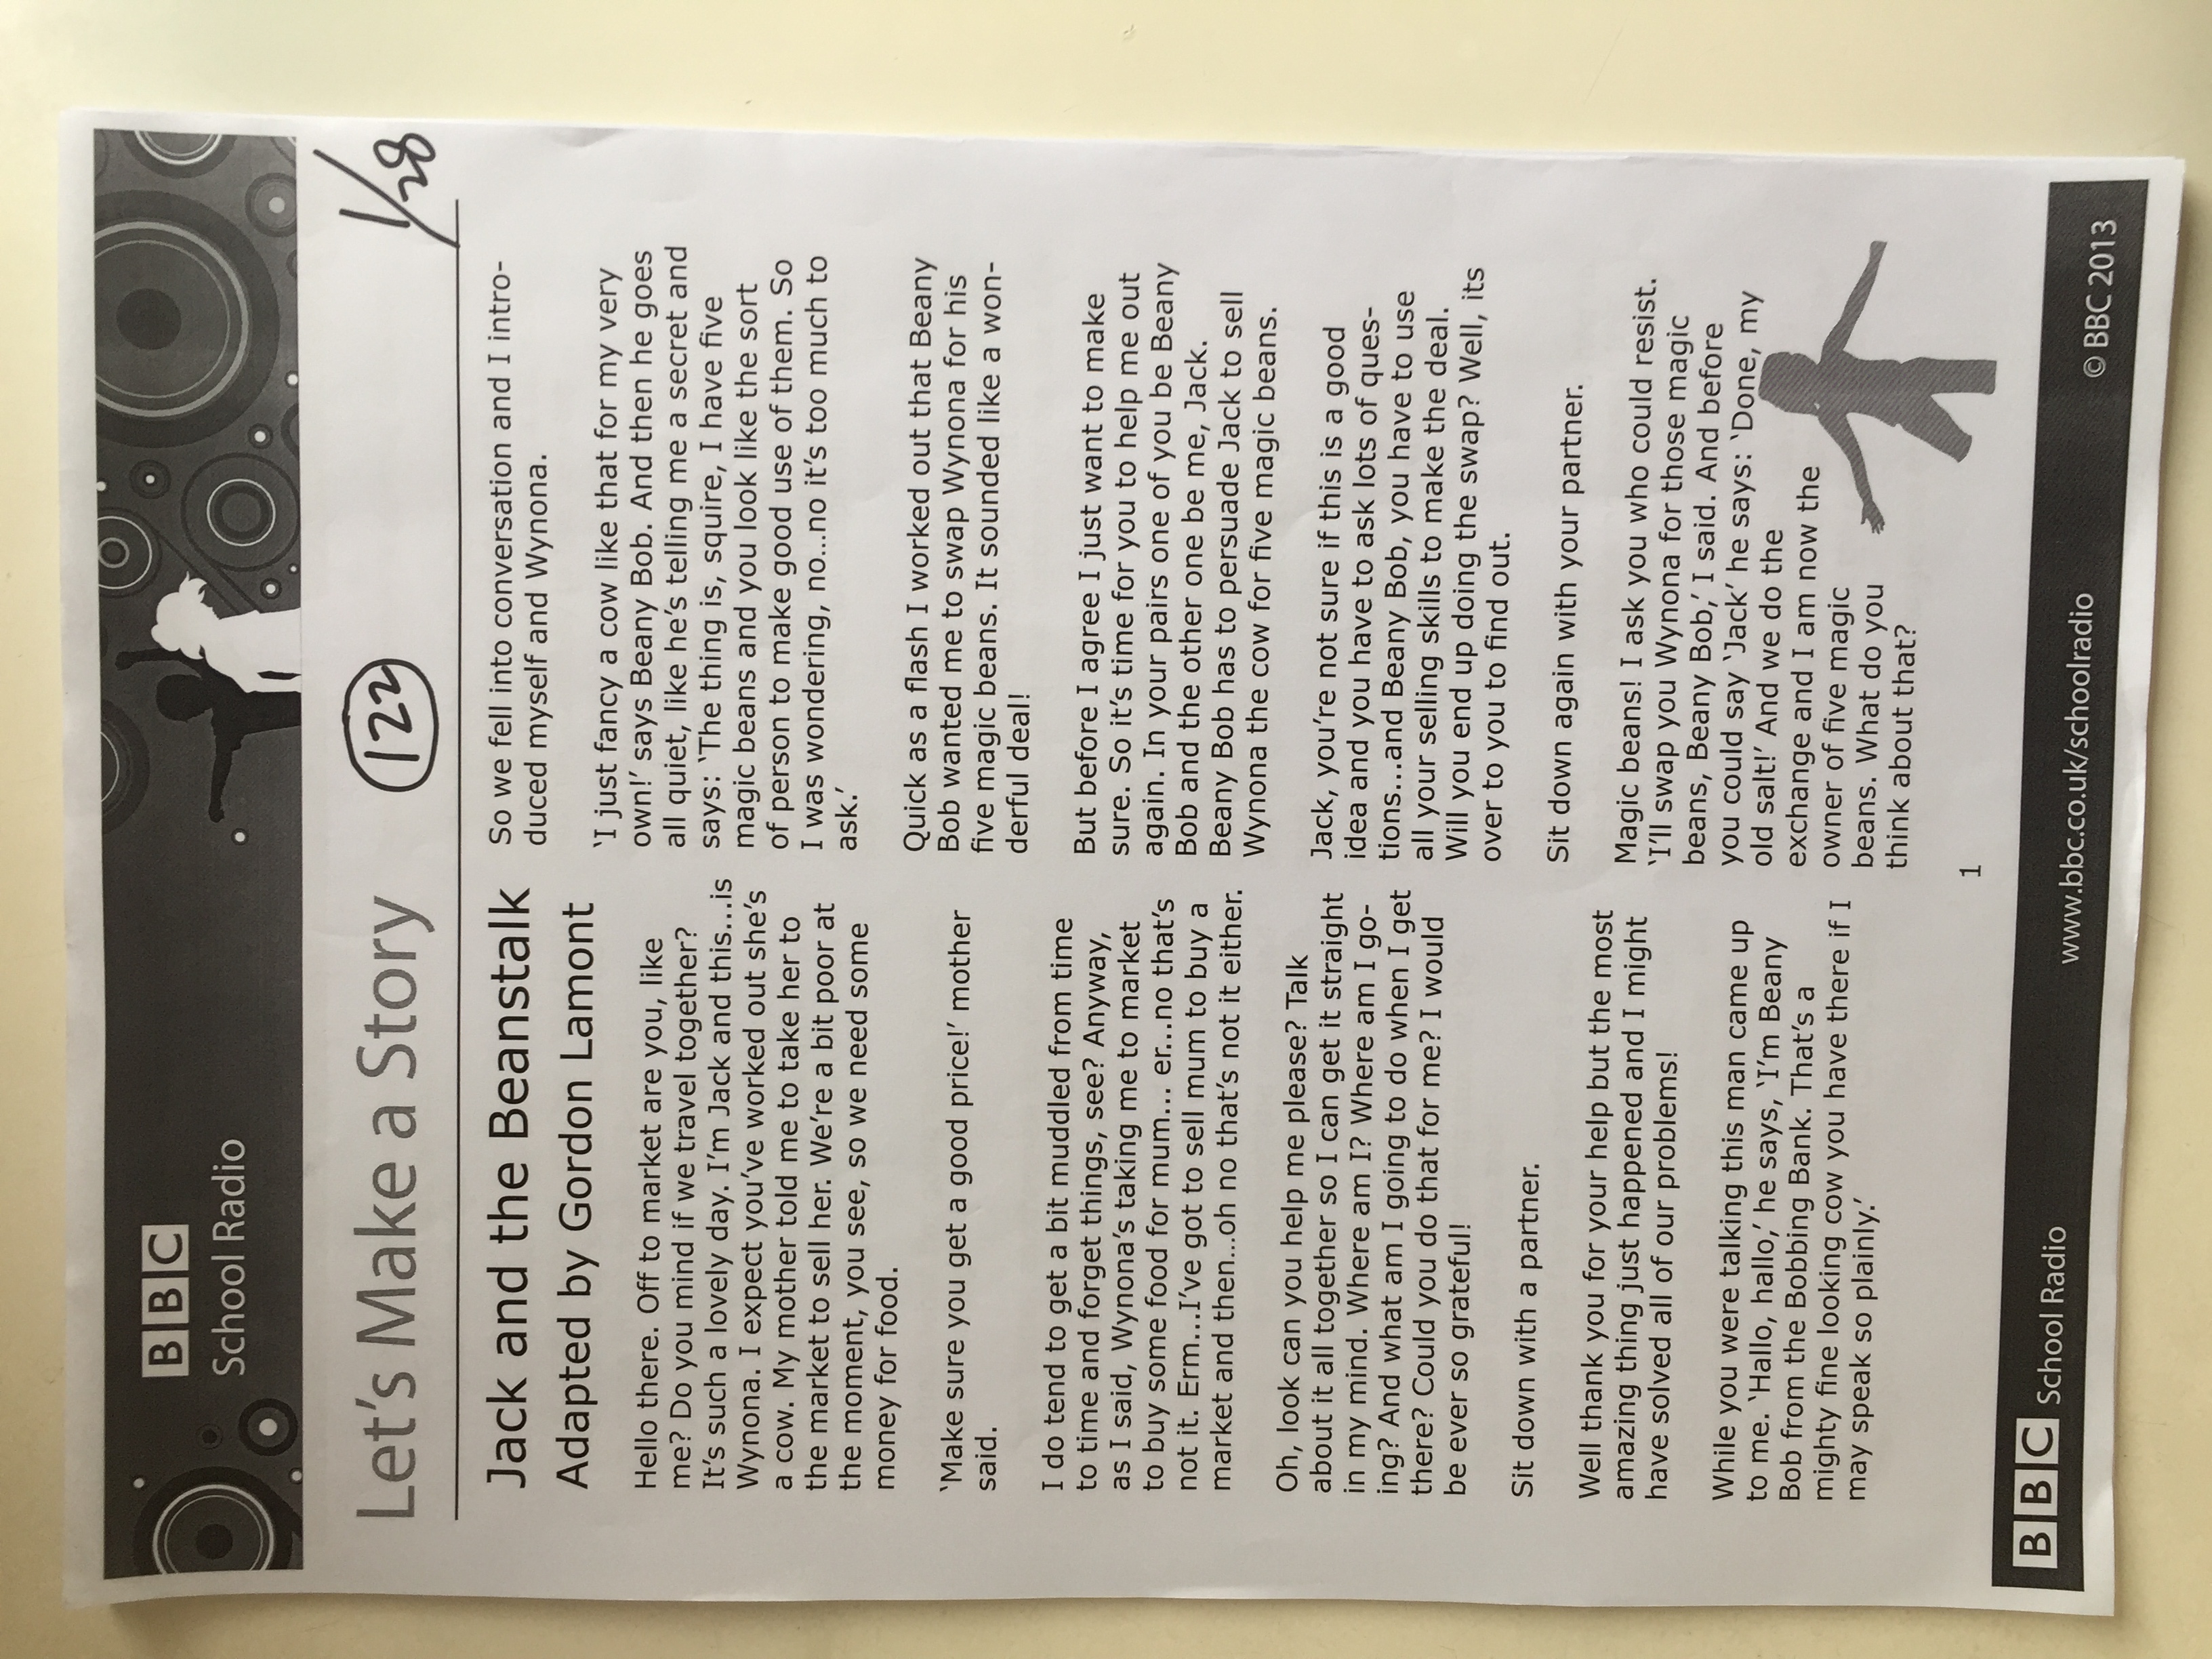 BBC
School Radio
Let's Make a Story
122
1/28
Jack and the Beanstalk
Adapted by Gordon Lamont
Hello there. Off to market are you, like
me? Do you mind if we travel together?
It's such a lovely day. I'm Jack and this...is
Wynona. I expect you've worked out she's
a cow. My mother told me to take her to
the market to sell her. We're a bit poor at
the moment, you see, so we need some
money for food.
'Make sure you get a good price!' mother
said.
I do tend to get a bit muddled from time
to time and forget things, see? Anyway,
as I said, Wynona's taking me to market
to buy some food for mum... er...no that's
not it. Erm...I've got to sell mum to buy a
market and then...oh no that's not it either.
Oh, look can you help me please? Talk
about it all together so I can get it straight
in my mind. Where am I? Where am I go-
ing? And what am I going to do when I get
there? Could you do that for me? I would
be ever so grateful!
Sit down with a partner.
Well thank you for your help but the most
amazing thing just happened and I might
have solved all of our problems!
While you were talking this man came up
to me. 'Hallo, hallo,' he says, 'I'm Beany
Bob from the Bobbing Bank. That's a
mighty fine looking cow you have there if I
may speak so plainly.'
So we fell into conversation and I intro-
duced myself and Wynona.
'I just fancy a cow like that for my very
own!' says Beany Bob. And then he goes
all quiet, like he's telling me a secret and
says: 'The thing is, squire, I have five
magic beans and you look like the sort
of person to make good use of them. So
I was wondering, no...no it's too much to
ask.'
Quick as a flash I worked out that Beany
Bob wanted me to swap Wynona for his
five magic beans. It sounded like a won-
derful deal!
But before I agree I just want to make
sure. So it's time for you to help me out
again. In your pairs one of you be Beany
Bob and the other one be me, Jack.
Beany Bob has to persuade Jack to sell
Wynona the cow for five magic beans.
Jack, you're not sure if this is a good
idea and you have to ask lots of ques-
tions...and Beany Bob, you have to use
all your selling skills to make the deal.
Will you end up doing the swap? Well, its
over to you to find out.
Sit down again with your partner.
Magic beans! I ask you who could resist.
'I'll swap you Wynona for those magic
beans, Beany Bob,' I said. And before
you could say 'Jack' he says: 'Done, my
old salt!' And we do the
exchange and I am now the
owner of five magic
beans. What do you
think about that?
1
BBC School Radio
www.bbc.co.uk/schoolradio
© BBC 2013